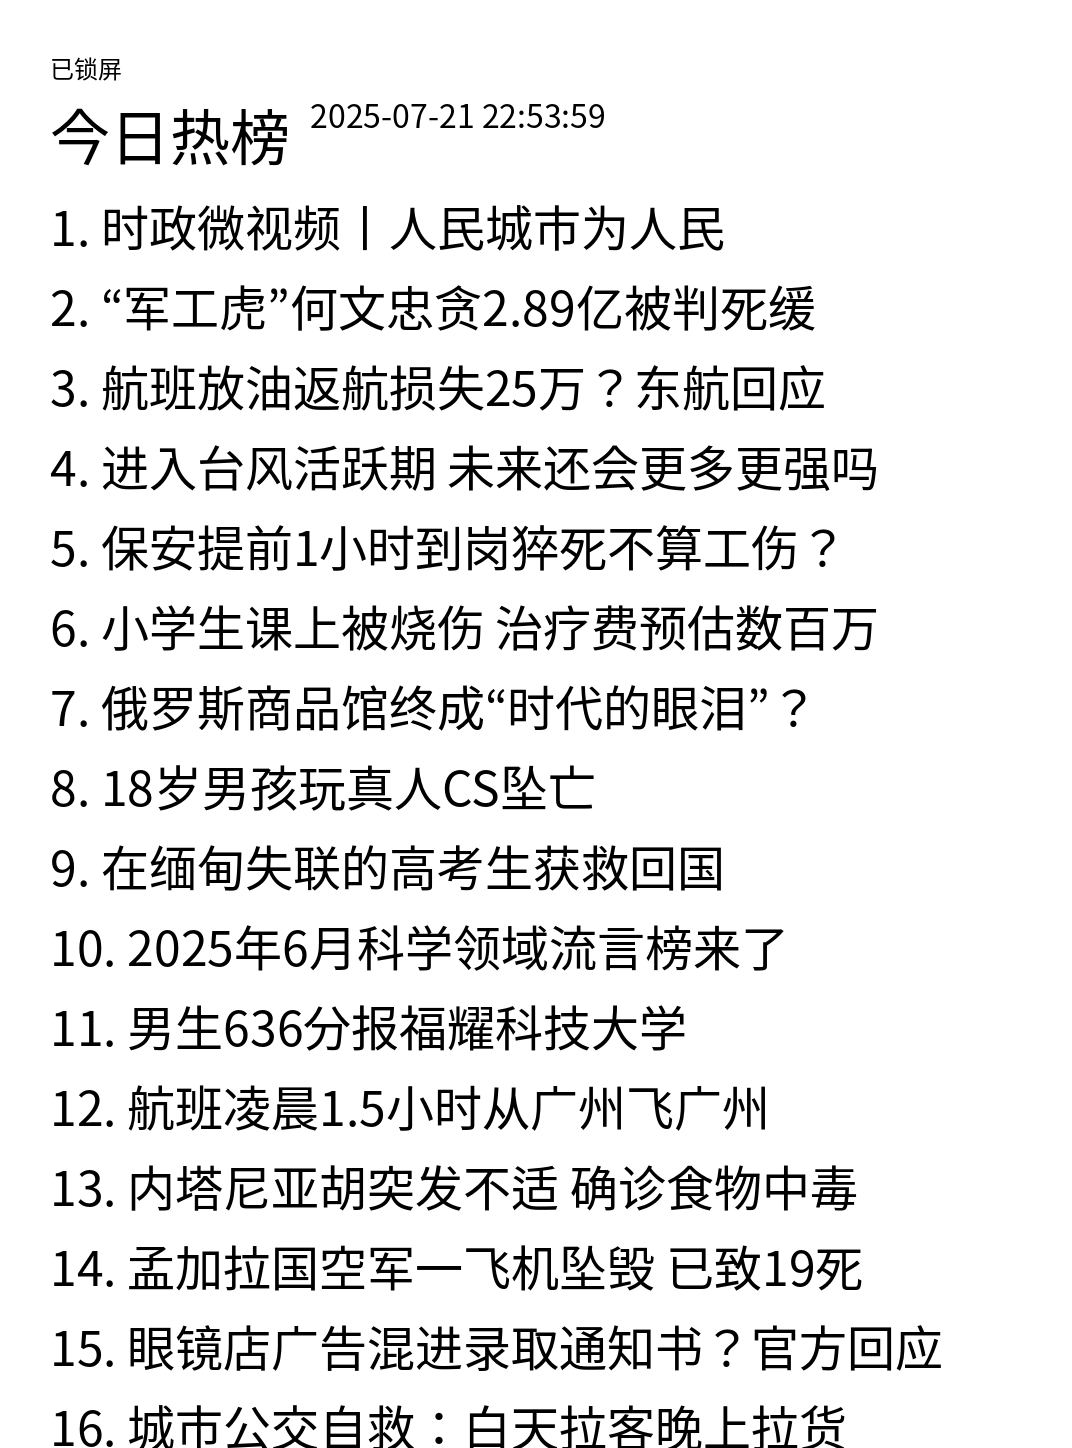 已锁屏
今日热榜 2025-07-21 22:53:59
1. 时政微视频丨人民城市为人民
2. “军工虎”何文忠贪2.89亿被判死缓
3. 航班放油返航损失25万？东航回应
4. 进入台风活跃期 未来还会更多更强吗
5. 保安提前1小时到岗猝死不算工伤？
6. 小学生课上被烧伤 治疗费预估数百万
7. 俄罗斯商品馆终成“时代的眼泪”？
8. 18岁男孩玩真人CS坠亡
9. 在缅甸失联的高考生获救回国
10. 2025年6月科学领域流言榜来了
11. 男生636分报福耀科技大学
12. 航班凌晨1.5小时从广州飞广州
13. 内塔尼亚胡突发不适 确诊食物中毒
14. 孟加拉国空军一飞机坠毁 已致19死
15. 眼镜店广告混进录取通知书？官方回应
16. 城市公交自救：白天拉客晚上拉货